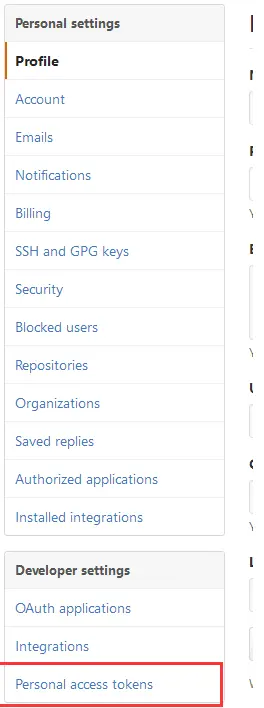 Personal settings
Profile
Account
Emails
Notifications
Billing
SSH and GPG keys
Security
Blocked users
Repositories
Organizations
Saved replies
Authorized applications
Installed integrations
Developer settings
OAuth applications
Integrations
Personal access tokens